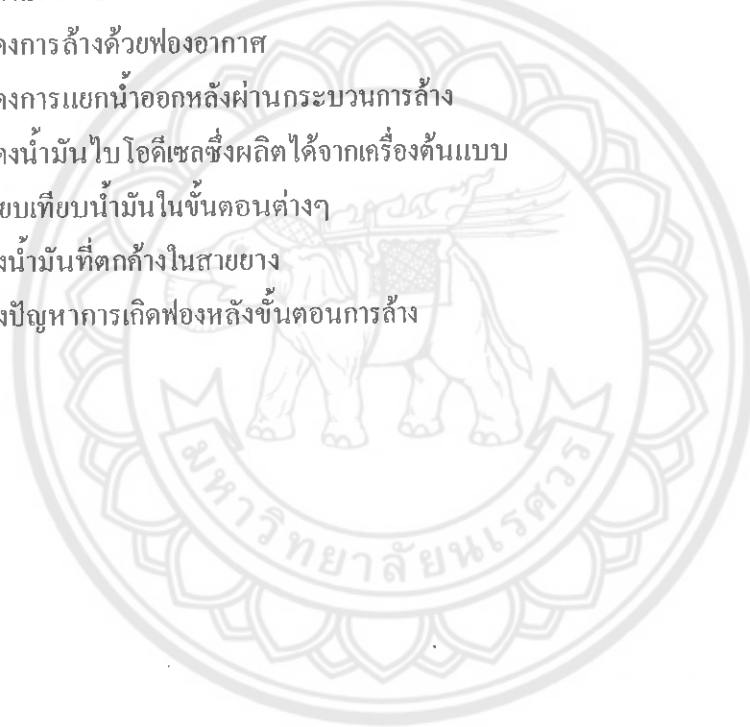 งการล้างด้วยฟองอากาศ
งการแยกน้ำออกหลังผ่านกระบวนการล้าง
งน้ำมันไบโอดีเซลซึ่งผลิตได้จากเครื่องต้นแบบ
ยบเทียบน้ำมันในขั้นตอนต่างๆ
งน้ำมันที่ตกค้างในสายยาง
งปัญหาการเกิดฟองหลังขั้นตอนการล้าง
มหาวิทยาลัยนเรศวร